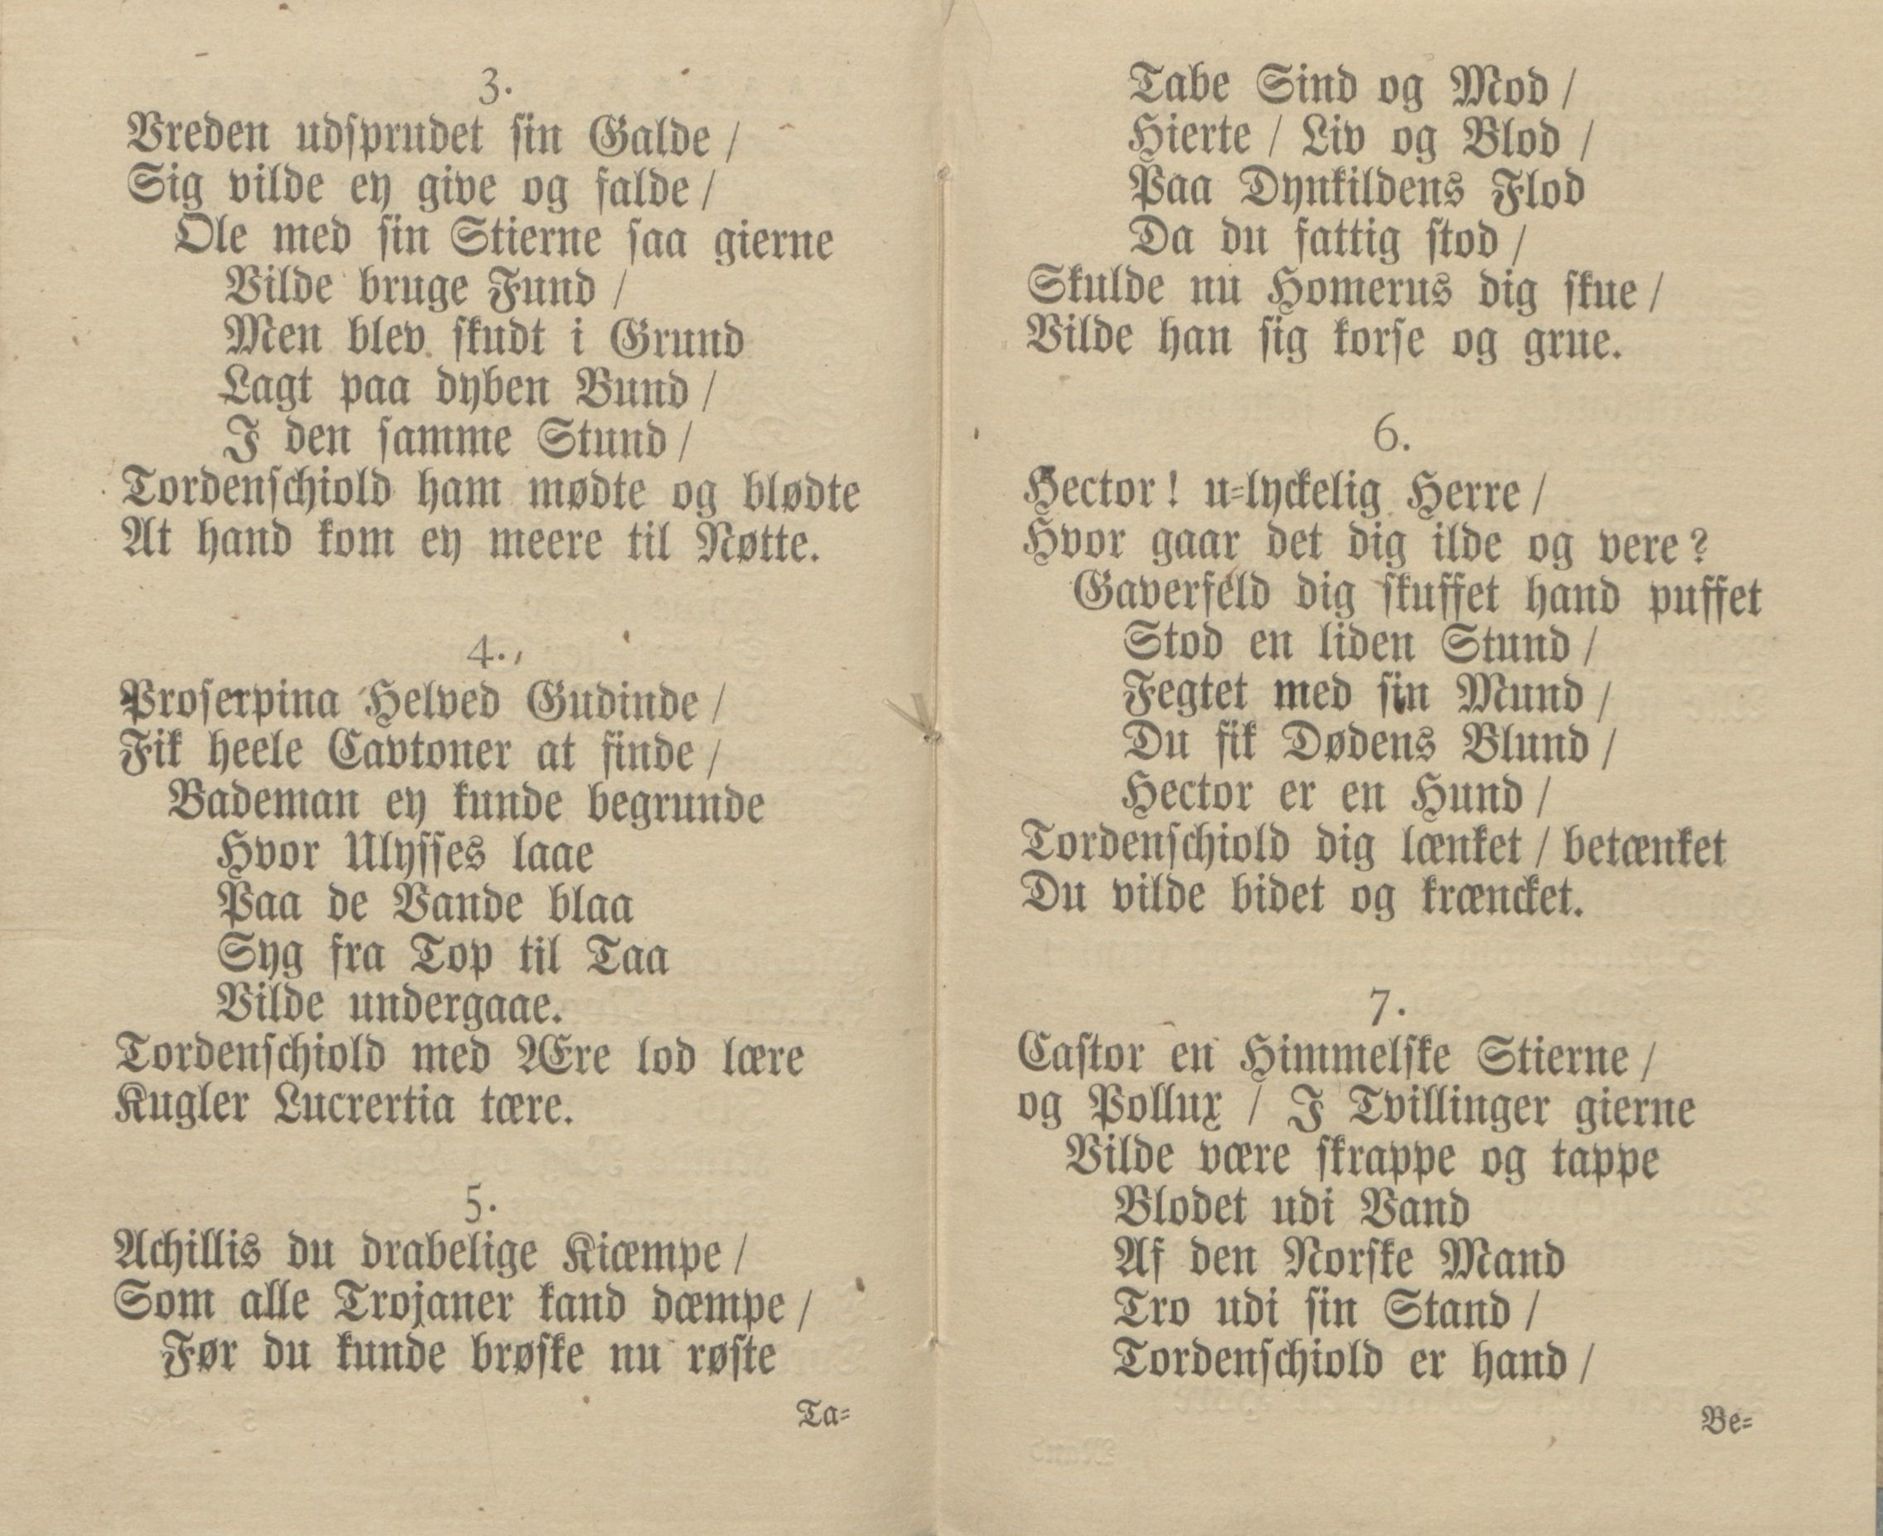 3.
Vreden udsprudet sin Galde /
Sig vilde ey give og falde /
Ole med sin Stierne saa gierne
Vilde bruge Fund /
Men blev skudt i Grund
Lagt paa dyben Bund /
I den samme Stund /
Tordenschiold ham mødte og blødte
At hand kom ey meere til Nøtte.
4.
Proserpina Helved Gudinde /
Fik heele Cavtoner at finde /
Bademan ey kunde begrunde
Hvor Ulysses laae
Paa de Vande blaa
Syg fra Top til Taa
Vilde undergaae.
Tordenschiold med Ære lod lære
Kugler Lucrertia tære.
5.
Achillis du drabelige Kiæmpe /
Som alle Trojaner kand dæmpe /
Før du kunde brøske nu røste
Ta-
Tabe Sind og Mod /
Hierte / Liv og Blod /
Paa Dynkildens Flod
Da du fattig stod /
Skulde nu Homerus dig skue /
Vilde han sig korse og grue.
6.
Hector! u-lyckelig Herre /
Hvor gaar det dig ilde og vere?
Gaverfeld dig skuffet hand puffet
Stod en liden Stund /
Fegtet med sin Mund /
Du fik Dødens Blund /
Hector er en Hund /
Tordenschiold dig lænket / betænket
Du vilde bidet og kræncket.
7.
Castor en Himmelske Stierne /
og Pollux / I Tvillinger gierne
Vilde være skrappe og tappe
Blodet udi Vand
Af den Norske Mand
Tro udi sin Stand /
Tordenschiold er hand /
Be-